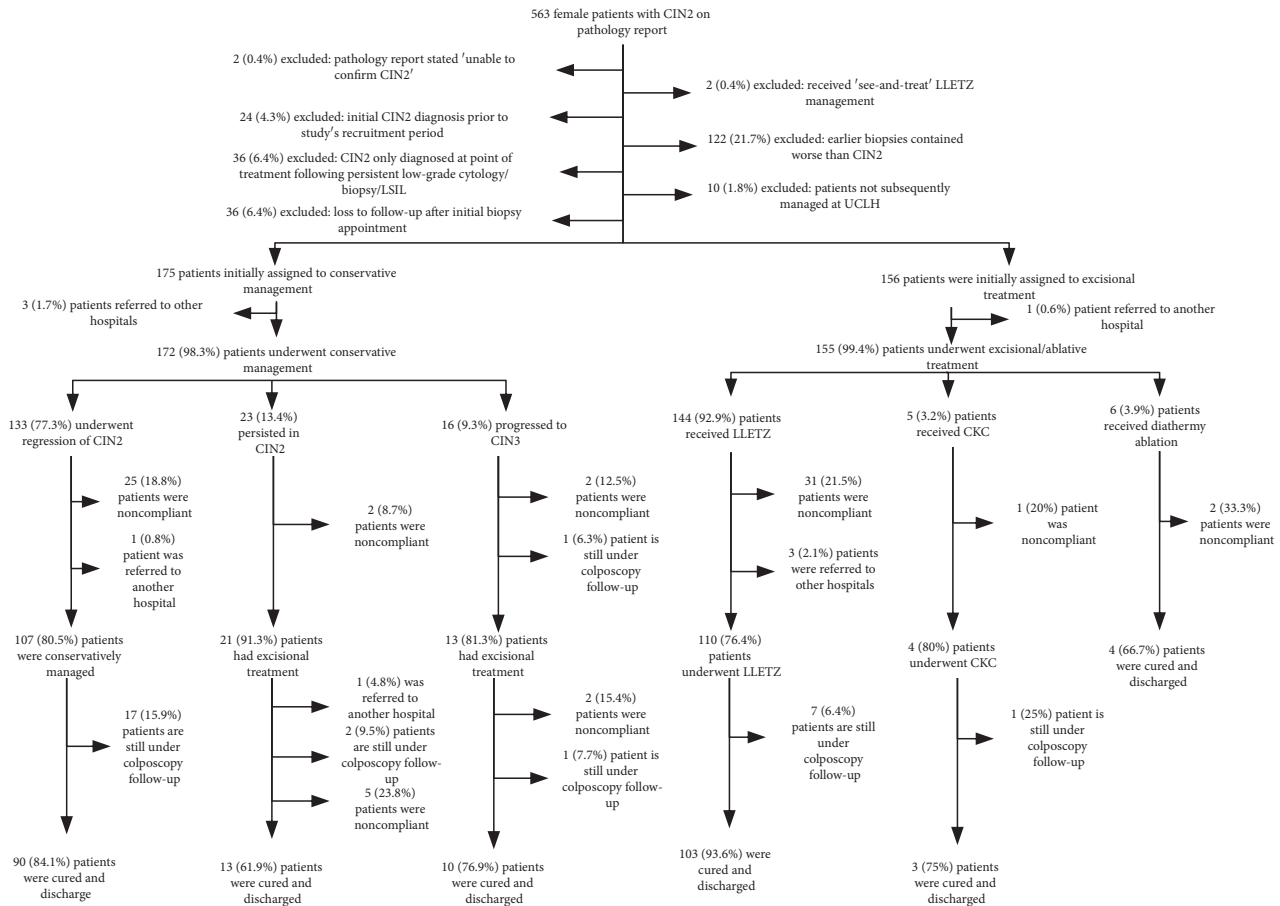 563 female patients with CIN2 on
pathology report
2 (0.4%) excluded: pathology report stated 'unable to
confirm CIN2'
2 (0.4%) excluded: received 'see-and-treat' LLETZ
management
24 (4.3%) excluded: initial CIN2 diagnosis prior to
study's recruitment period
122 (21.7%) excluded: earlier biopsies contained
worse than CIN2
36 (6.4%) excluded: CIN2 only diagnosed at point of
treatment following persistent low-grade cytology/
biopsy/LSIL
10 (1.8%) excluded: patients not subsequently
managed at UCLH
36 (6.4%) excluded: loss to follow-up after initial biopsy
appointment
175 patients initially assigned to conservative
management
156 patients were initially assigned to excisional
treatment
3 (1.7%) patients referred to other
hospitals
1 (0.6%) patient referred to another
hospital
172 (98.3%) patients underwent conservative
management
155 (99.4%) patients underwent excisional/ablative
treatment
133 (77.3%) underwent
regression of CIN2
23 (13.4%)
persisted in
CIN2
16 (9.3%) progressed to
CIN3
144 (92.9%) patients
received LLETZ
5 (3.2%) patients
received CKC
6 (3.9%) patients
received diathermy
ablation
25 (18.8%)
patients were
noncompliant
1 (0.8%)
patient was
referred to
another
hospital
2 (8.7%)
patients were
noncompliant
2 (12.5%)
patients were
noncompliant
1 (6.3%) patient is
still under
colposcopy
follow-up
31 (21.5%)
patients were
noncompliant
3 (2.1%) patients
were referred to
other hospitals
1 (20%) patient
was
noncompliant
2 (33.3%)
patients were
noncompliant
107 (80.5%) patients
were conservatively
managed
21 (91.3%) patients
had excisional
treatment
13 (81.3%) patients
had excisional
treatment
110 (76.4%)
patients
underwent LLETZ
4 (80%) patients
underwent CKC
4 (66.7%) patients
were cured and
discharged
17 (15.9%)
patients are
still under
colposcopy
follow-up
1 (4.8%) was
referred to
another hospital
2 (9.5%) patients
are still under
colposcopy follow-
up
5 (23.8%)
patients were
noncompliant
2 (15.4%)
patients were
noncompliant
1 (7.7%) patient is
still under
colposcopy follow-
up
7 (6.4%)
patients are still
under
colposcopy
follow-up
1 (25%) patient is
still under
colposcopy
follow-up
90 (84.1%) patients
were cured and
discharge
13 (61.9%) patients
were cured and
discharged
10 (76.9%) patients
were cured and
discharged
103 (93.6%) were
cured and
discharged
3 (75%) patients
were cured and
discharged